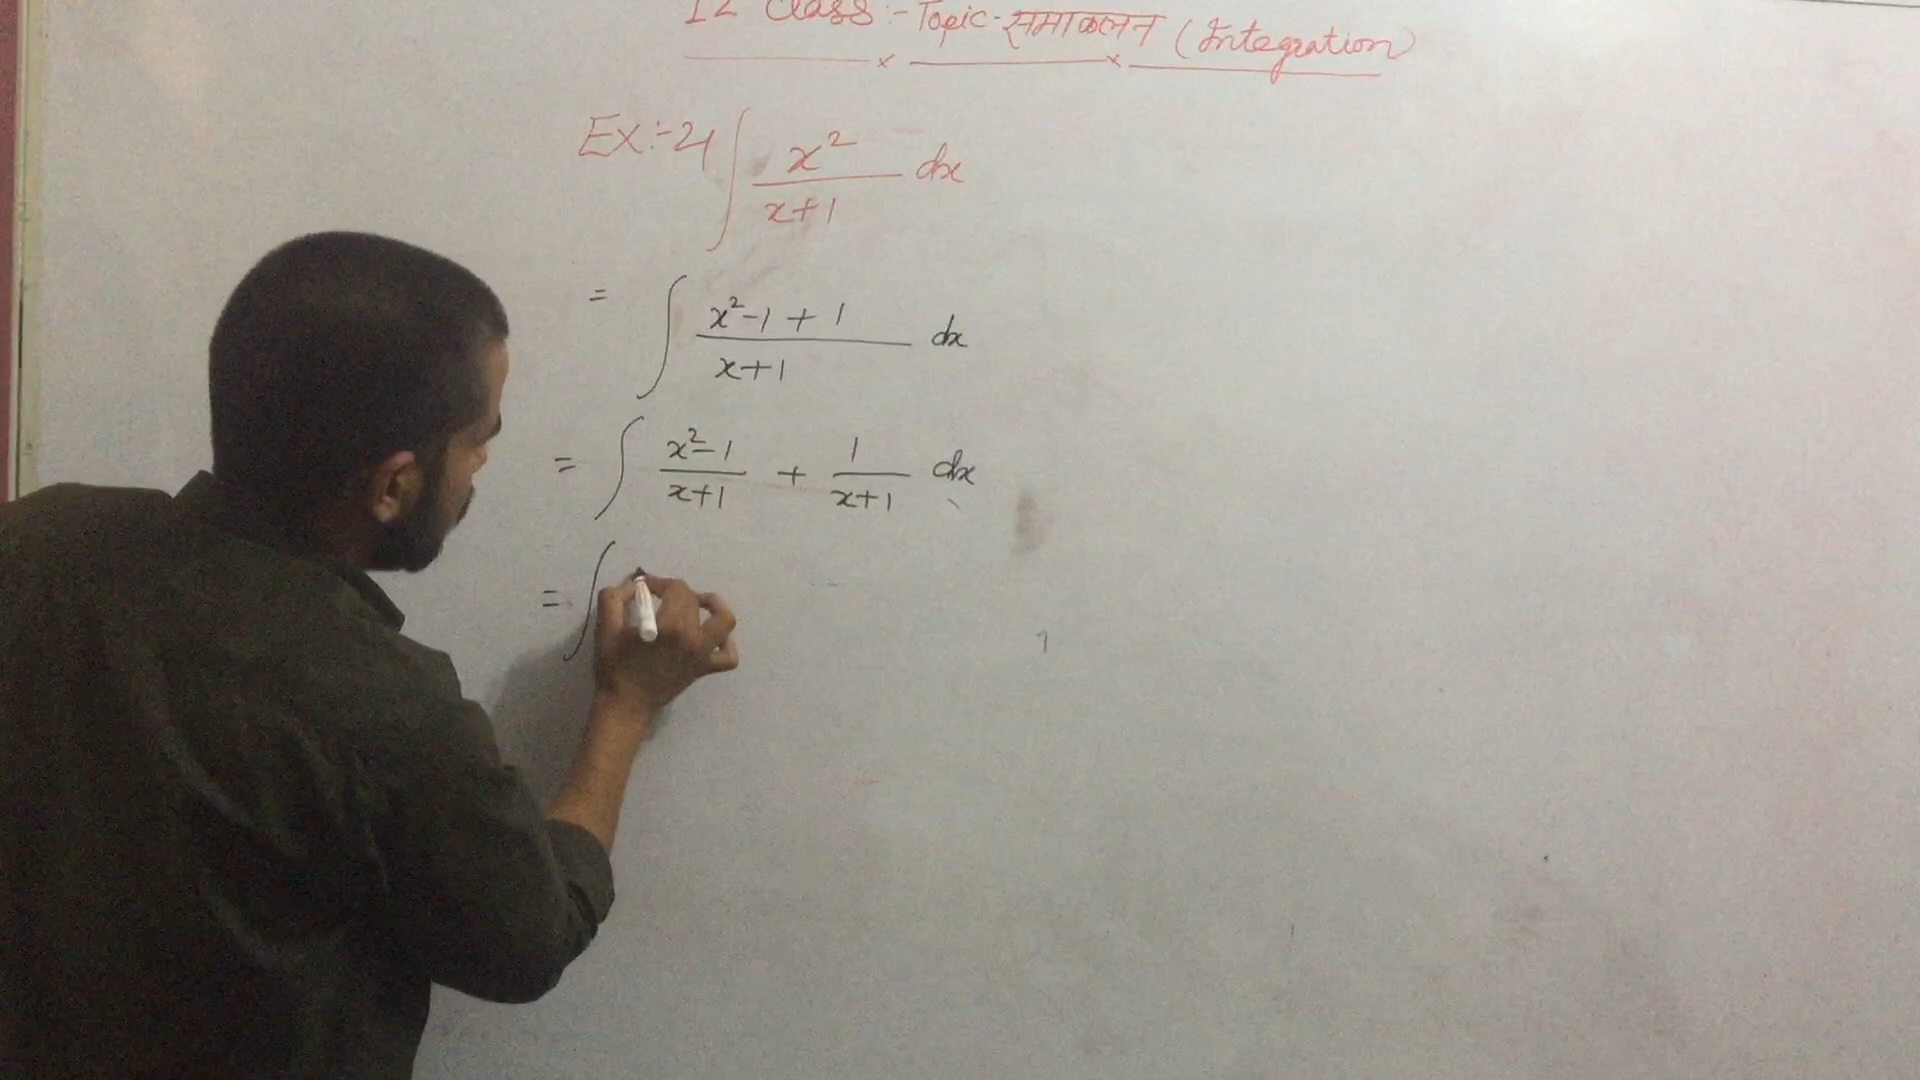 12 Class :- Topic - समाकलन (Integration)
Ex:- 2 ∫ x²/(x+1) dx
= ∫ (x²-1+1)/(x+1) dx
= ∫ (x²-1)/(x+1) + 1/(x+1) dx
= ∫